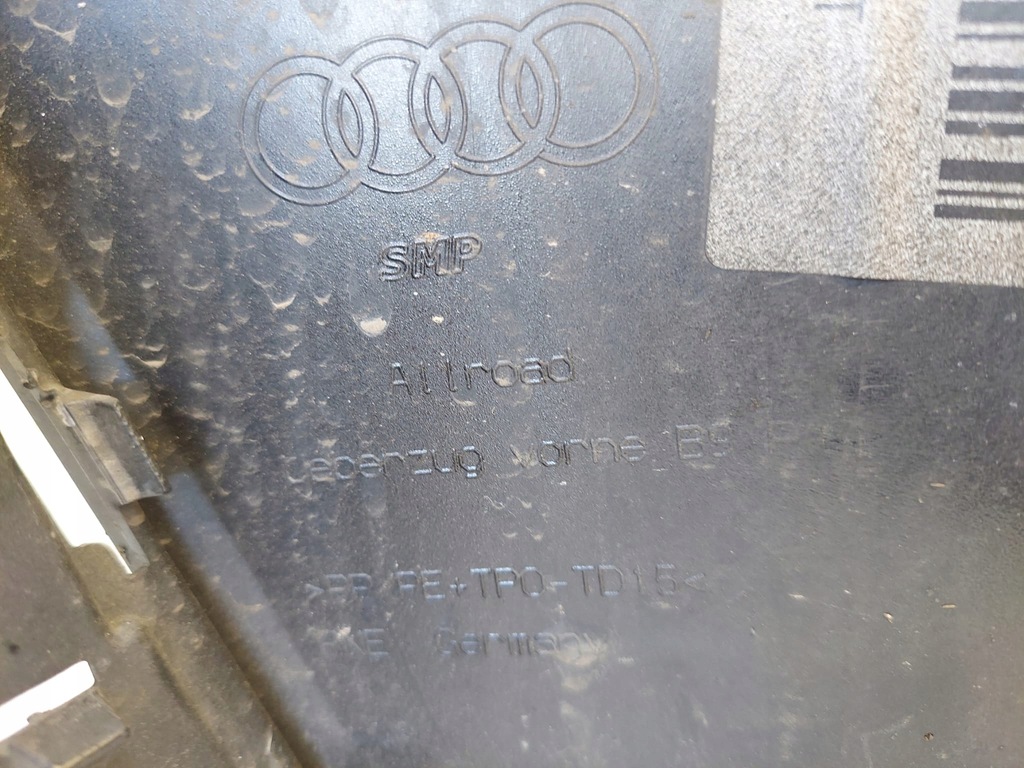 SMP
Allroad
Ueberzug vorne B9
>PP/PE+TPO-TD15<
Germany